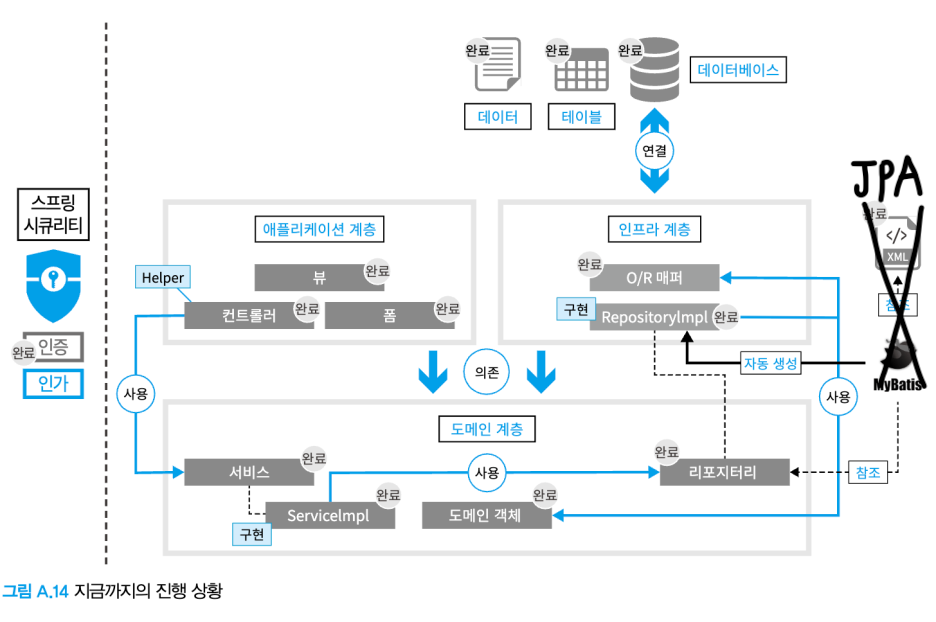 완료
완료
완료
데이터베이스
데이터
테이블
연결
JPA
스프링
시큐리티
애플리케이션 계층
인프라 계층
완료
</>
XML
Helper
뷰
완료
완료
O/R 매퍼
컨트롤러
완료
폼
완료
구현
RepositoryImpl
완료
참조
완료
인증
인가
의존
자동 생성
MyBatis
사용
사용
도메인 계층
서비스
완료
사용
완료
리포지터리
참조
ServiceImpl
완료
도메인 객체
완료
구현
그림 A.14 지금까지의 진행 상황